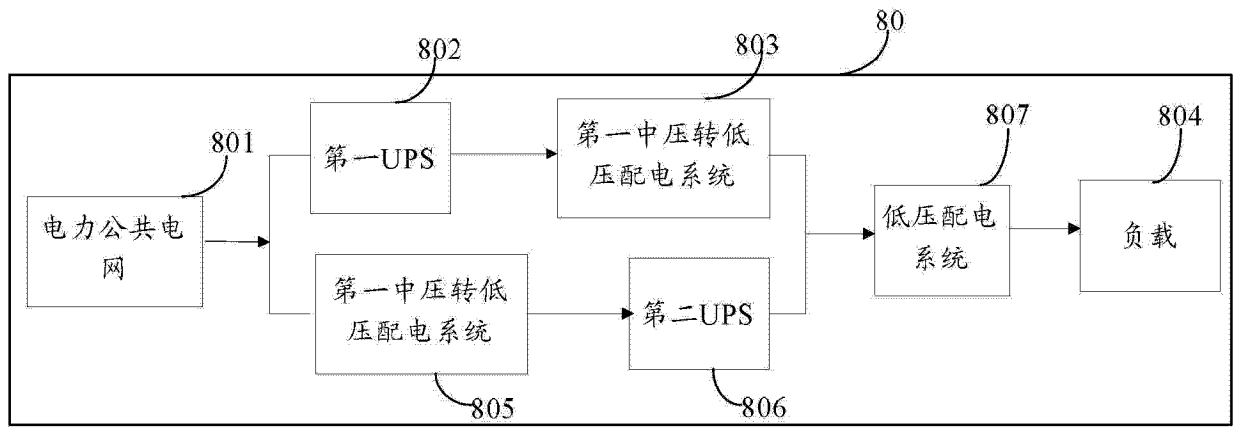 80
802
803
801
807
804
第一UPS
第一中压转低
压配电系统
电力公共电
网
低压配电
系统
负载
第一中压转低
压配电系统
第二UPS
805
806